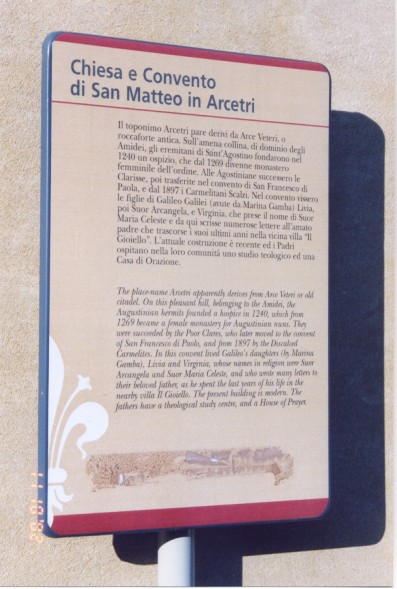 Chiesa e Convento
di San Matteo in Arcetri
Il toponimo Arcetri pare derivi da Arce Veteri, o
roccaforte antica. Sull'amena collina, di dominio degli
Amidei, gli eremitani di Sant'Agostino fondarono nel
1240 un ospizio, che dal 1269 divenne monastero
femminile dell'ordine. Alle Agostiniane successero le
Clarisse, poi trasferite nel convento di San Francesco di
Paola, e dal 1897 i Carmelitani Scalzi. Nel convento vissero
le figlie di Galileo Galilei (avute da Marina Gamba) Livia,
poi Suor Arcangela, e Virginia, che prese il nome di Suor
Maria Celeste e da qui scrisse numerose lettere all'amato
padre che trascorse i suoi ultimi anni nella vicina villa "Il
Gioiello". L'attuale costruzione è recente ed i Padri
ospitano nella loro comunità uno studio teologico ed una
Casa di Orazione.
The place-name Arcetri apparently derives from Arce Veteri or old
citadel. On this pleasant hill, belonging to the Amidei, the
Augustinian hermits founded a hospice in 1240, which from
1269 became a female monastery for Augustinian nuns. They
were succeeded by the Poor Clares, who later moved to the convent
of San Francesco di Paola, and from 1897 by the Discalced
Carmelites. In this convent lived Galileo's daughters (by Marina
Gamba), Livia and Virginia, whose names in religion were Suor
Arcangela and Suor Maria Celeste, and who wrote many letters to
their beloved father, as he spent the last years of his life in the
nearby villa Il Gioiello. The present building is modern. The
fathers have a theological study centre, and a House of Prayer.
11 10'02